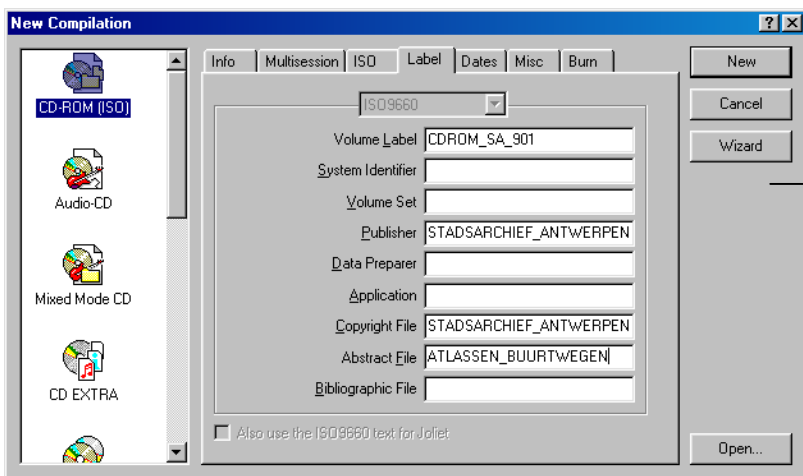 New Compilation
CD-ROM (ISO)
Audio-CD
Mixed Mode CD
CD EXTRA
Info Multisession ISO Label Dates Misc Burn
ISO9660
Volume Label CDROM_SA_901
System Identifier
Volume Set
Publisher STADSARCHIEF_ANTWERPEN
Data Preparer
Application
Copyright File STADSARCHIEF_ANTWERPEN
Abstract File ATLASSEN_BUURTWEGEN
Bibliographic File
Also use the ISO9660 text for Joliet
New
Cancel
Wizard
Open...